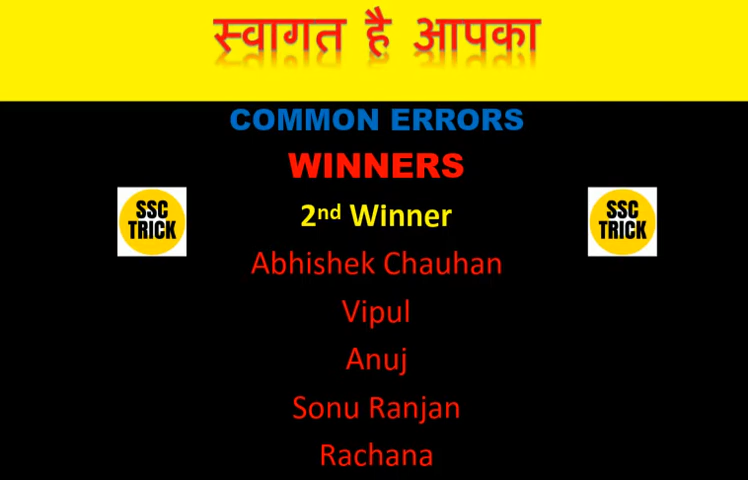 स्वागत है आपका
COMMON ERRORS
WINNERS
2nd Winner
SSC
TRICK
SSC
TRICK
Abhishek Chauhan
Vipul
Anuj
Sonu Ranjan
Rachana